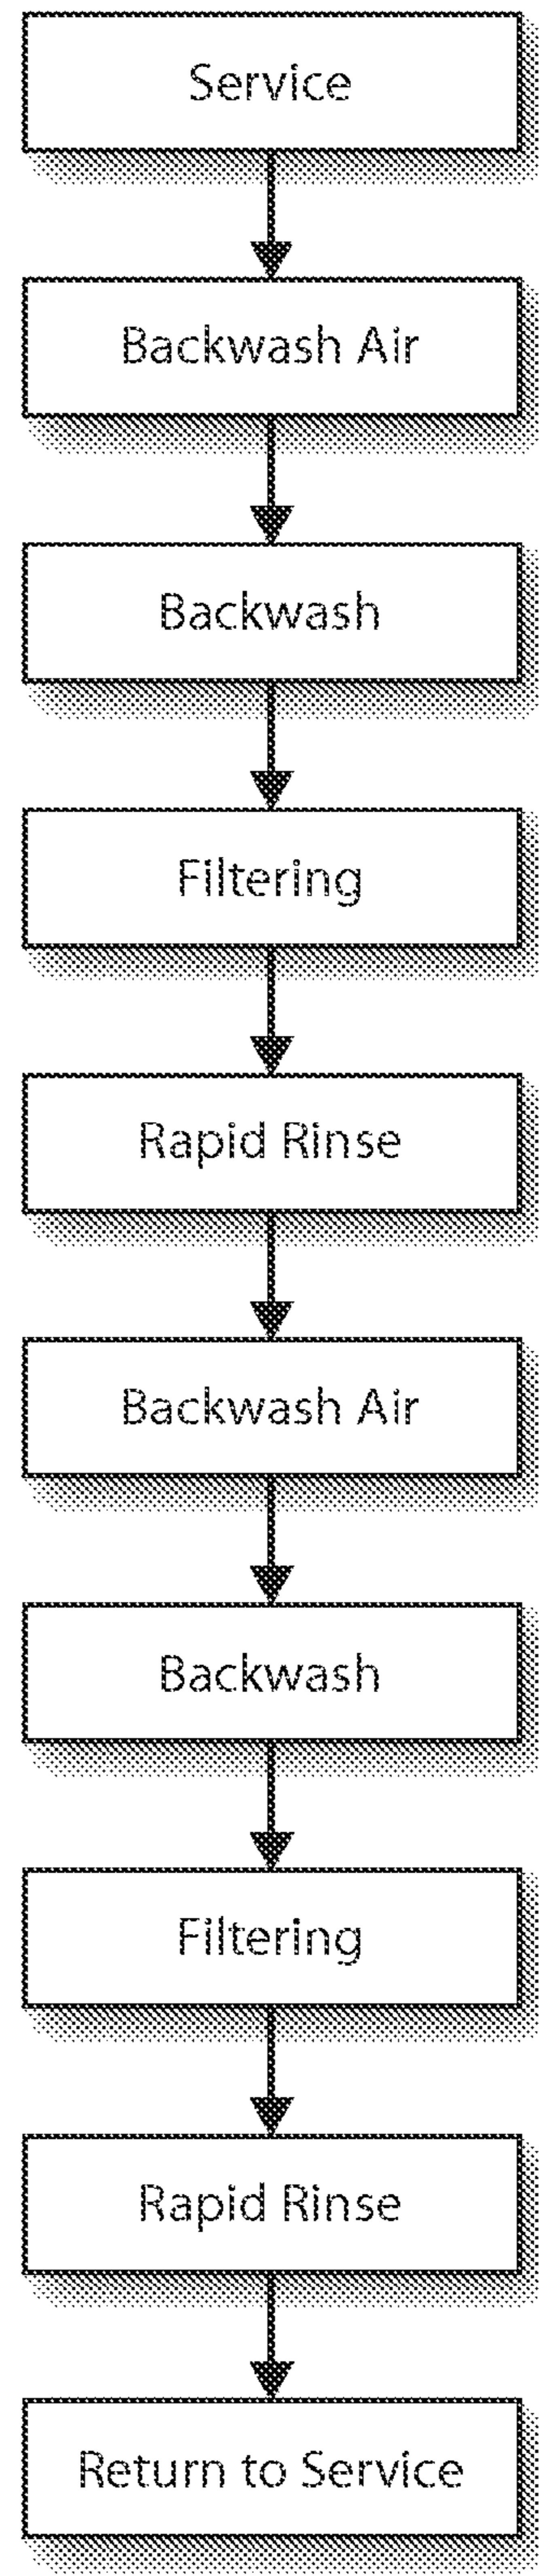 Service
Backwash Air
Backwash
Filtering
Rapid Rinse
Backwash Air
Backwash
Filtering
Rapid Rinse
Return to Service